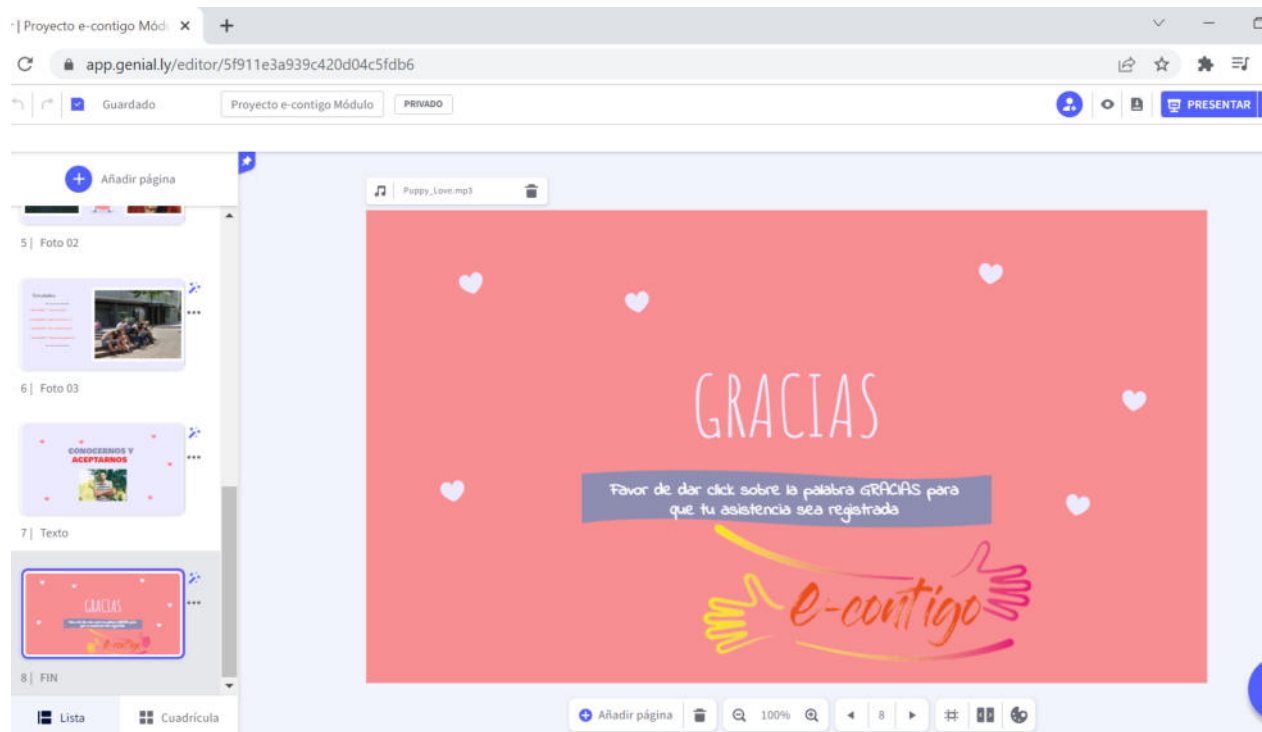 | Proyecto e-contigo Mód
app.genial.ly/editor/5f911e3a939c420d04c5fdb6
Guardado
Proyecto e-contigo Módulo
PRIVADO
PRESENTAR
Añadir página
5| Foto 02
6| Foto 03
CONOCERNOS Y
ACEPTARNOS
7| Texto
GRACIAS
8| FIN
Lista
Cuadrícula
Puppy_Love.mp3
GRACIAS
Favor de dar click sobre la palabra GRACIAS para
que tu asistencia sea registrada
e-contigo
Añadir página
100%
8